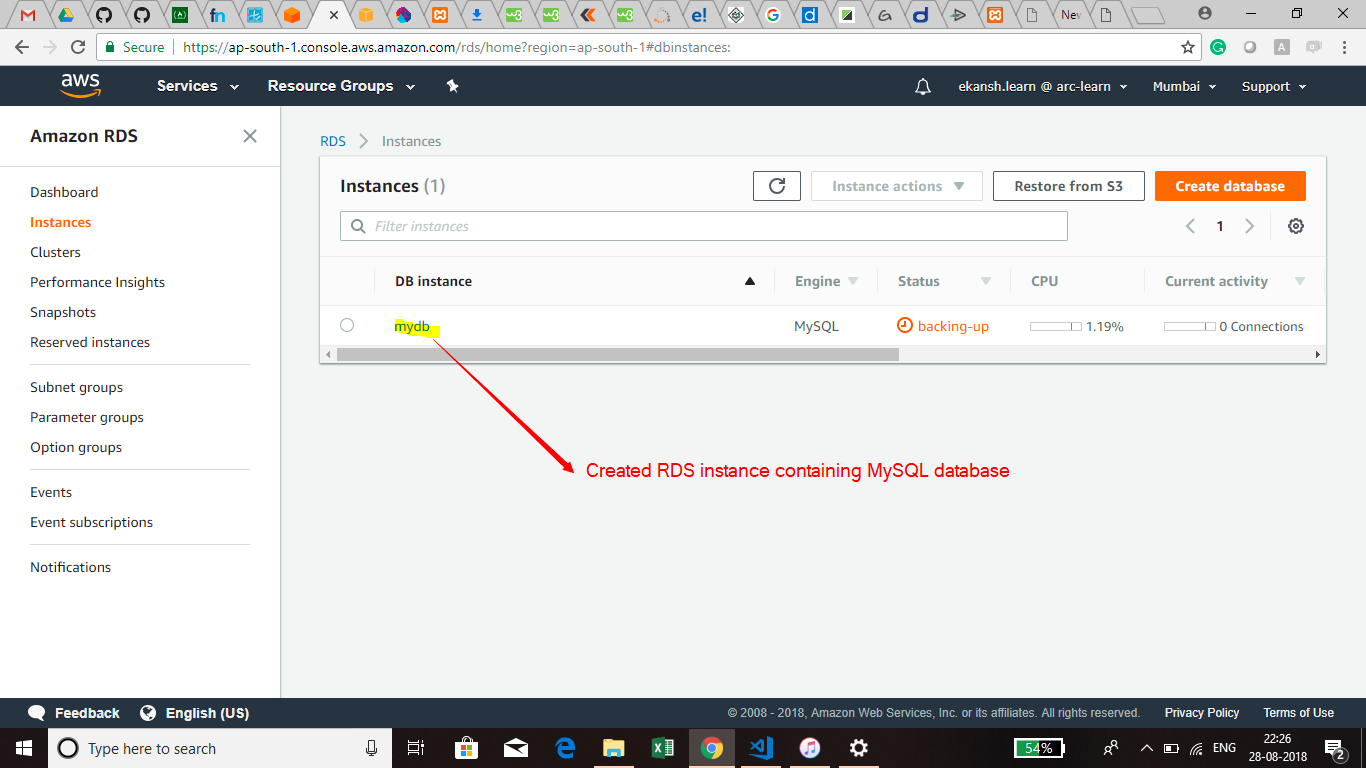 Nev
Secure
https://ap-south-1.console.aws.amazon.com/rds/home?region=ap-south-1#dbinstances:
aws
Services
Resource Groups
ekansh.learn @ arc-learn
Mumbai
Support
Amazon RDS
Dashboard
Instances
Clusters
Performance Insights
Snapshots
Reserved instances
Subnet groups
Parameter groups
Option groups
Events
Event subscriptions
Notifications
RDS
Instances
Instances (1)
Instance actions
Restore from S3
Create database
Filter instances
1
DB instance
Engine
Status
CPU
Current activity
mydb
MySQL
backing-up
1.19%
0 Connections
Created RDS instance containing MySQL database
Feedback
English (US)
© 2008 - 2018, Amazon Web Services, Inc. or its affiliates. All rights reserved.
Privacy Policy
Terms of Use
Type here to search
54%
ENG
22:26
28-08-2018
2